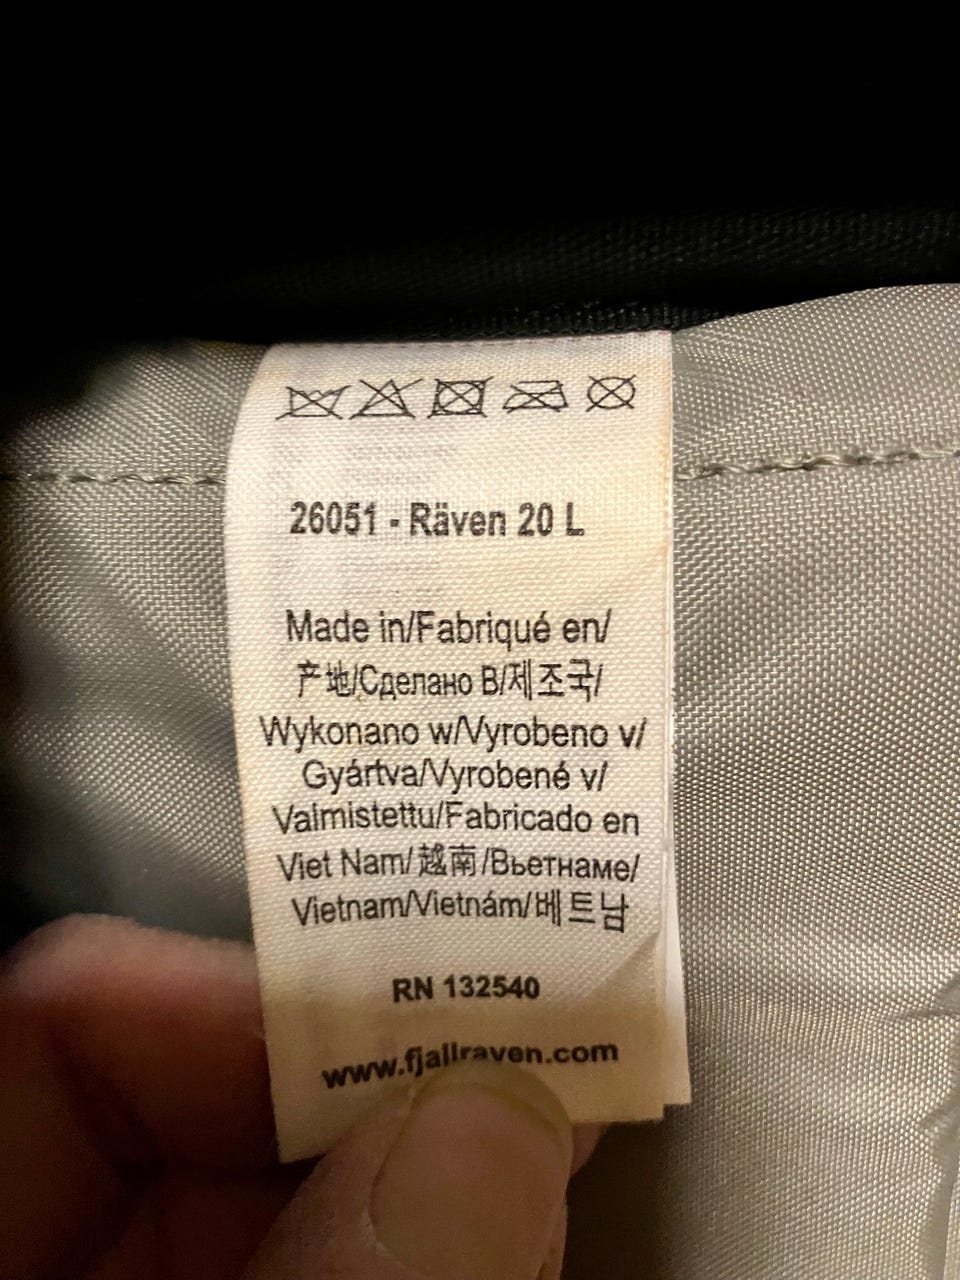 26051 - Räven 20 L
Made in/Fabriqué en/
产地/Сделано В/제조국/
Wykonano w/Vyrobeno v/
Gyártva/Vyrobené v/
Valmistettu/Fabricado en
Viet Nam/越南/Вьетнаме/
Vietnam/Vietnám/베트남
RN 132540
www.fjallraven.com